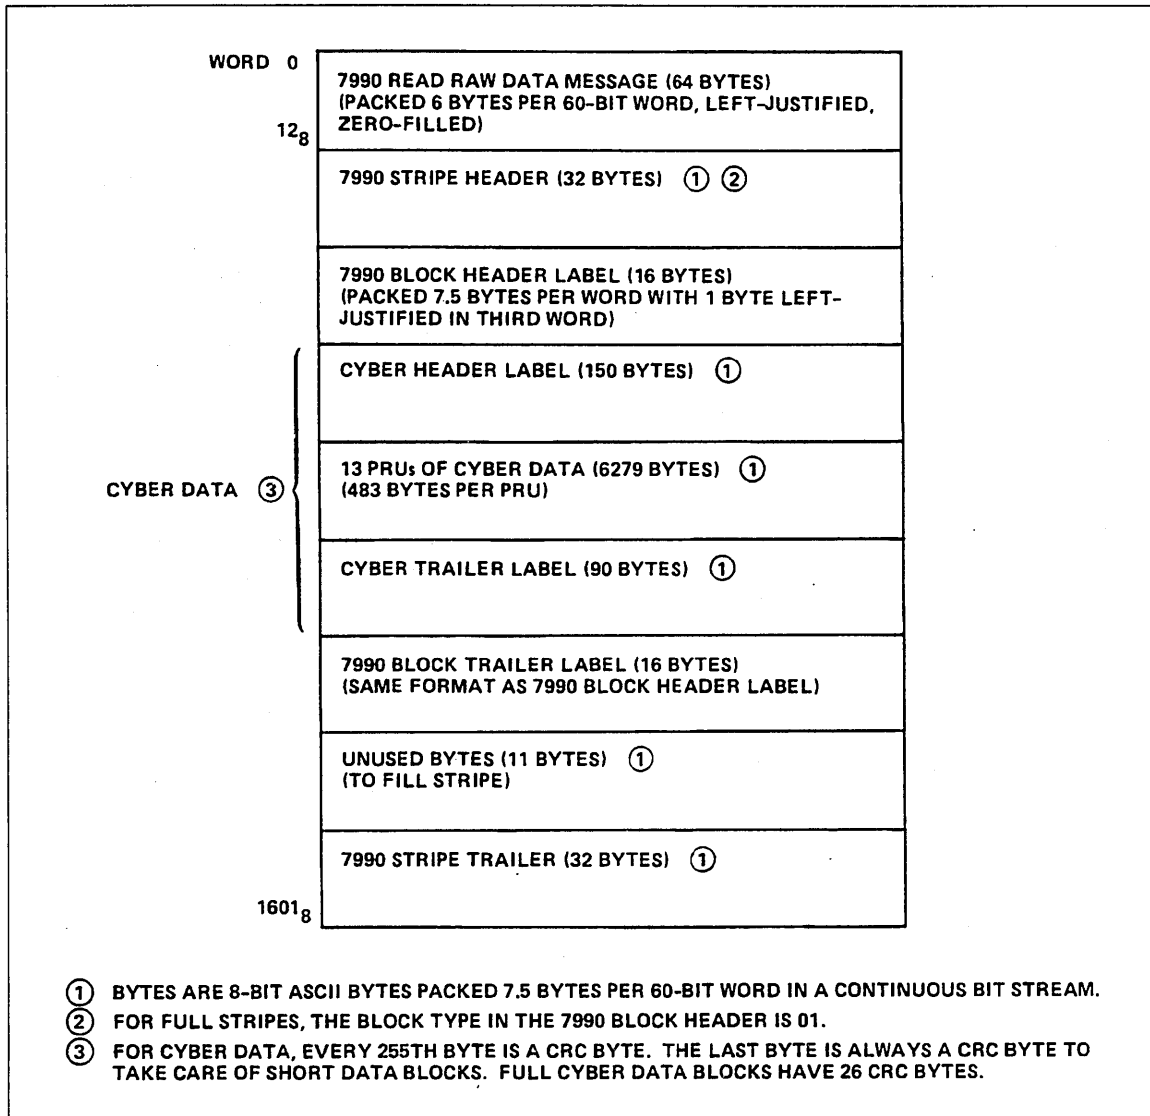 WORD 0
7990 READ RAW DATA MESSAGE (64 BYTES)
(PACKED 6 BYTES PER 60-BIT WORD, LEFT-JUSTIFIED,
ZERO-FILLED)
12₈
7990 STRIPE HEADER (32 BYTES) ① ②
7990 BLOCK HEADER LABEL (16 BYTES)
(PACKED 7.5 BYTES PER WORD WITH 1 BYTE LEFT-
JUSTIFIED IN THIRD WORD)
CYBER HEADER LABEL (150 BYTES) ①
13 PRUs OF CYBER DATA (6279 BYTES) ①
(483 BYTES PER PRU)
CYBER DATA ③
CYBER TRAILER LABEL (90 BYTES) ①
7990 BLOCK TRAILER LABEL (16 BYTES)
(SAME FORMAT AS 7990 BLOCK HEADER LABEL)
UNUSED BYTES (11 BYTES) ①
(TO FILL STRIPE)
7990 STRIPE TRAILER (32 BYTES) ①
1601₈
① BYTES ARE 8-BIT ASCII BYTES PACKED 7.5 BYTES PER 60-BIT WORD IN A CONTINUOUS BIT STREAM.
② FOR FULL STRIPES, THE BLOCK TYPE IN THE 7990 BLOCK HEADER IS 01.
③ FOR CYBER DATA, EVERY 255TH BYTE IS A CRC BYTE. THE LAST BYTE IS ALWAYS A CRC BYTE TO
TAKE CARE OF SHORT DATA BLOCKS. FULL CYBER DATA BLOCKS HAVE 26 CRC BYTES.